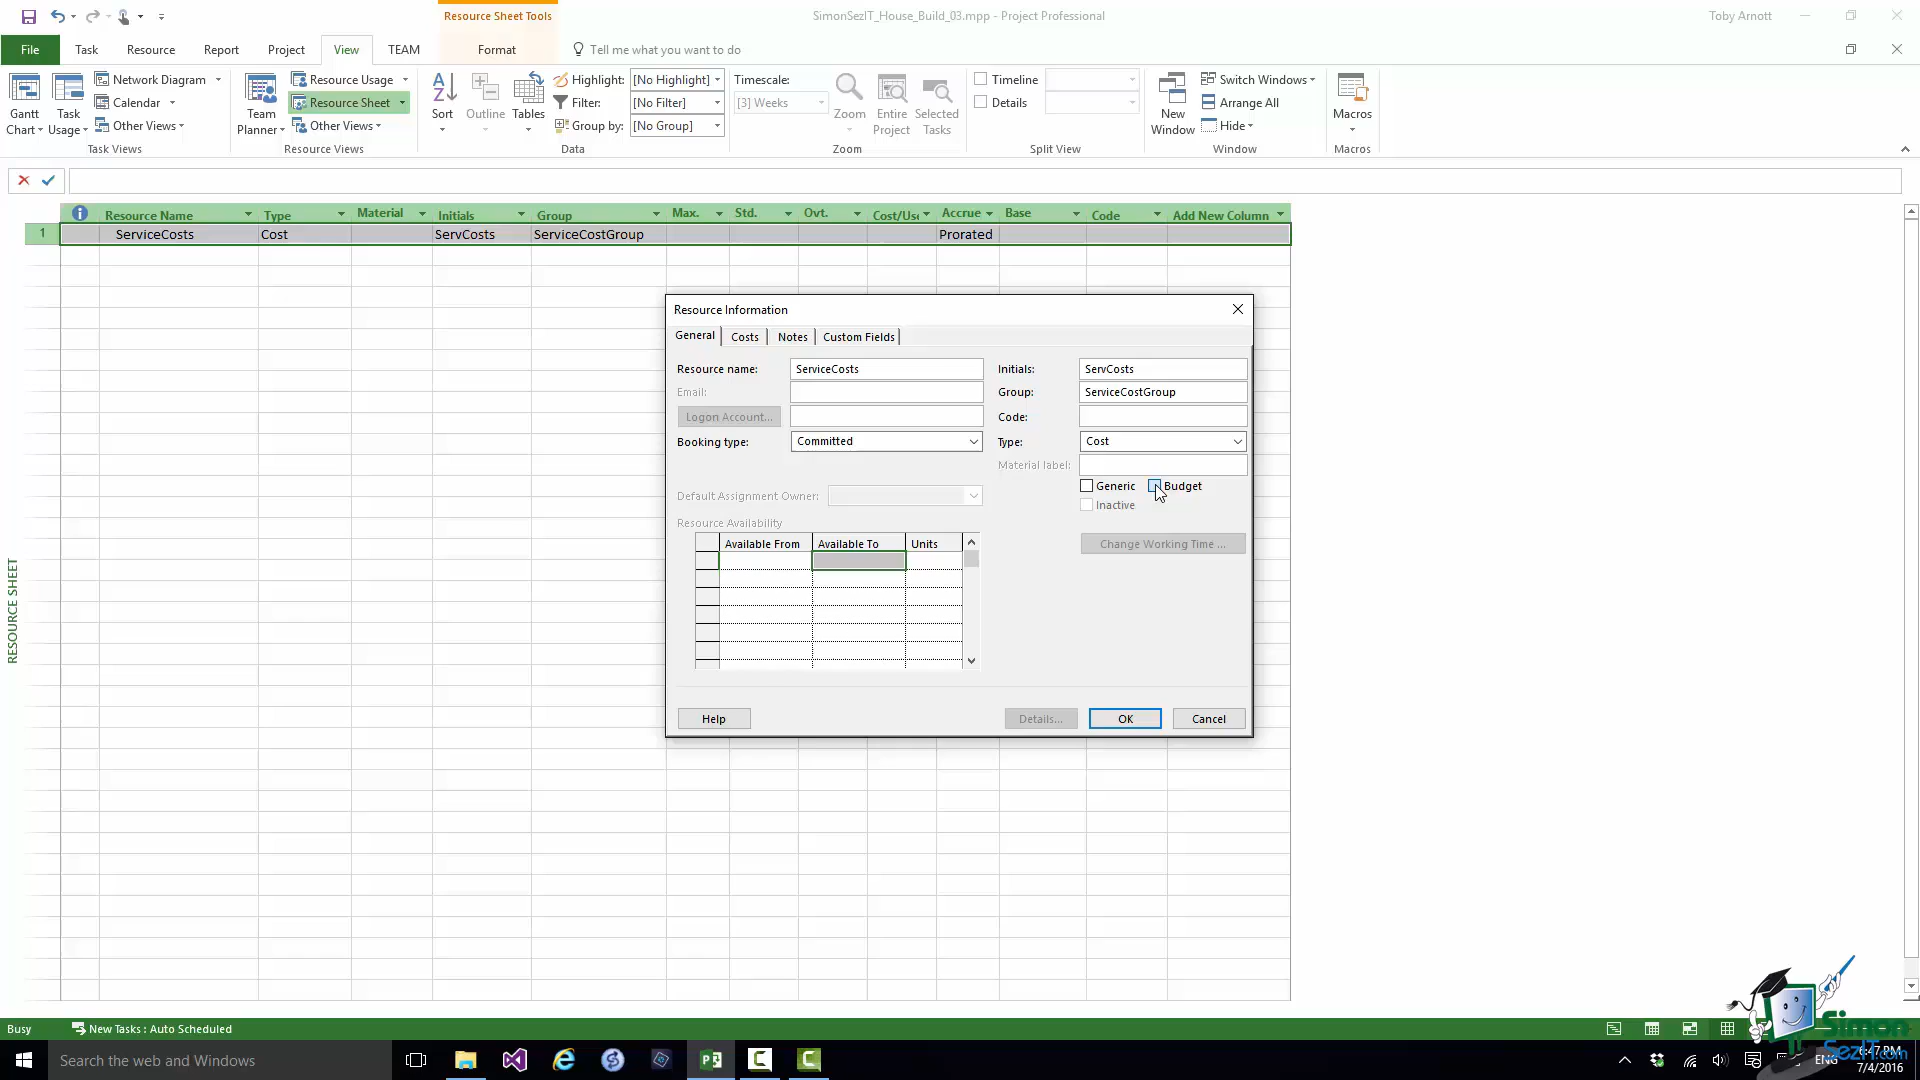 Resource Sheet Tools
SimonSezIT_House_Build_03.mpp - Project Professional
Toby Arnott
File Task Resource Report Project View TEAM Format Tell me what you want to do
Gantt Chart
Task Usage
Network Diagram
Calendar
Other Views
Task Views
Team Planner
Resource Usage
Resource Sheet
Other Views
Resource Views
Sort
Outline
Tables
Highlight: [No Highlight]
Filter: [No Filter]
Group by: [No Group]
Data
Timescale:
[3] Weeks
Zoom
Entire Project
Selected Tasks
Zoom
Timeline
Details
Split View
New Window
Switch Windows
Arrange All
Hide
Window
Macros
Macros
Resource Name Type Material Initials Group Max. Std. Ovt. Cost/Use Accrue Base Code Add New Column
1 ServiceCosts Cost ServCosts ServiceCostGroup Prorated
RESOURCE SHEET
Resource Information
General Costs Notes Custom Fields
Resource name: ServiceCosts Initials: ServCosts
Email: Group: ServiceCostGroup
Logon Account... Code:
Booking type: Committed Type: Cost
Material label:
Generic Budget
Default Assignment Owner: Inactive
Resource Availability
Available From Available To Units
Change Working Time ...
Help Details... OK Cancel
Busy New Tasks : Auto Scheduled
Search the web and Windows
ENG
6:47 PM
7/4/2016
Simon
SezIT.com